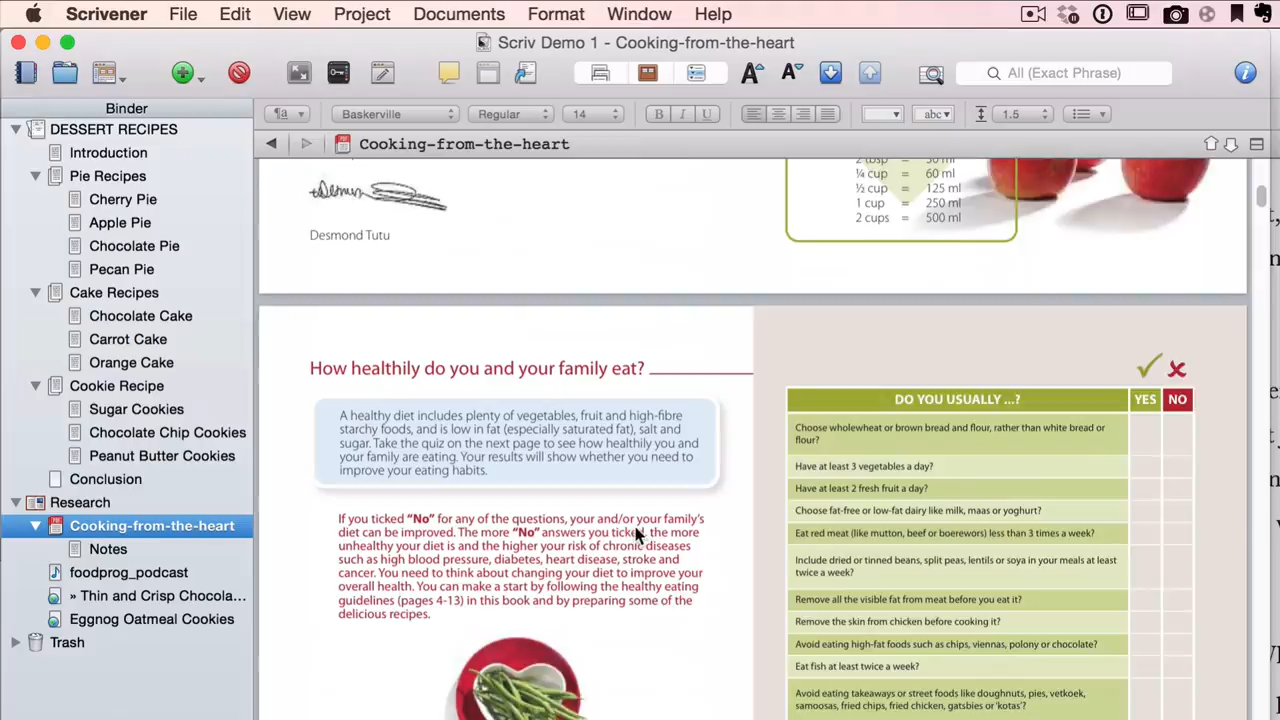 Scrivener File Edit View Project Documents Format Window Help
Scriv Demo 1 - Cooking-from-the-heart
All (Exact Phrase)
Binder
Baskerville Regular 14 B I U abc 1.5
Cooking-from-the-heart
DESSERT RECIPES
Introduction
Pie Recipes
Cherry Pie
Apple Pie
Chocolate Pie
Pecan Pie
Cake Recipes
Chocolate Cake
Carrot Cake
Orange Cake
Cookie Recipe
Sugar Cookies
Chocolate Chip Cookies
Peanut Butter Cookies
Conclusion
Research
Cooking-from-the-heart
Notes
foodprog_podcast
» Thin and Crisp Chocola...
Eggnog Oatmeal Cookies
Trash
Desmond Tutu
¼ cup = 60 ml
½ cup = 125 ml
1 cup = 250 ml
2 cups = 500 ml
How healthily do you and your family eat?
A healthy diet includes plenty of vegetables, fruit and high-fibre
starchy foods, and is low in fat (especially saturated fat), salt and
sugar. Take the quiz on the next page to see how healthily you and
your family are eating. Your results will show whether you need to
improve your eating habits.
If you ticked “No” for any of the questions, your and/or your family’s
diet can be improved. The more “No” answers you ticked, the more
unhealthy your diet is and the higher your risk of chronic diseases
such as high blood pressure, diabetes, heart disease, stroke and
cancer. You need to think about changing your diet to improve your
overall health. You can make a start by following the healthy eating
guidelines (pages 4-13) in this book and by preparing some of the
delicious recipes.
DO YOU USUALLY ...? YES NO
Choose wholewheat or brown bread and flour, rather than white bread or
flour?
Have at least 3 vegetables a day?
Have at least 2 fresh fruit a day?
Choose fat-free or low-fat dairy like milk, maas or yoghurt?
Eat red meat (like mutton, beef or boerewors) less than 3 times a week?
Include dried or tinned beans, split peas, lentils or soya in your meals at least
twice a week?
Remove all the visible fat from meat before you eat it?
Remove the skin from chicken before cooking it?
Avoid eating high-fat foods such as chips, viennas, polony or chocolate?
Eat fish at least twice a week?
Avoid eating takeaways or street foods like doughnuts, pies, vetkoek,
samoosas, fried chips, fried chicken, gatsbies or ‘kotas’?